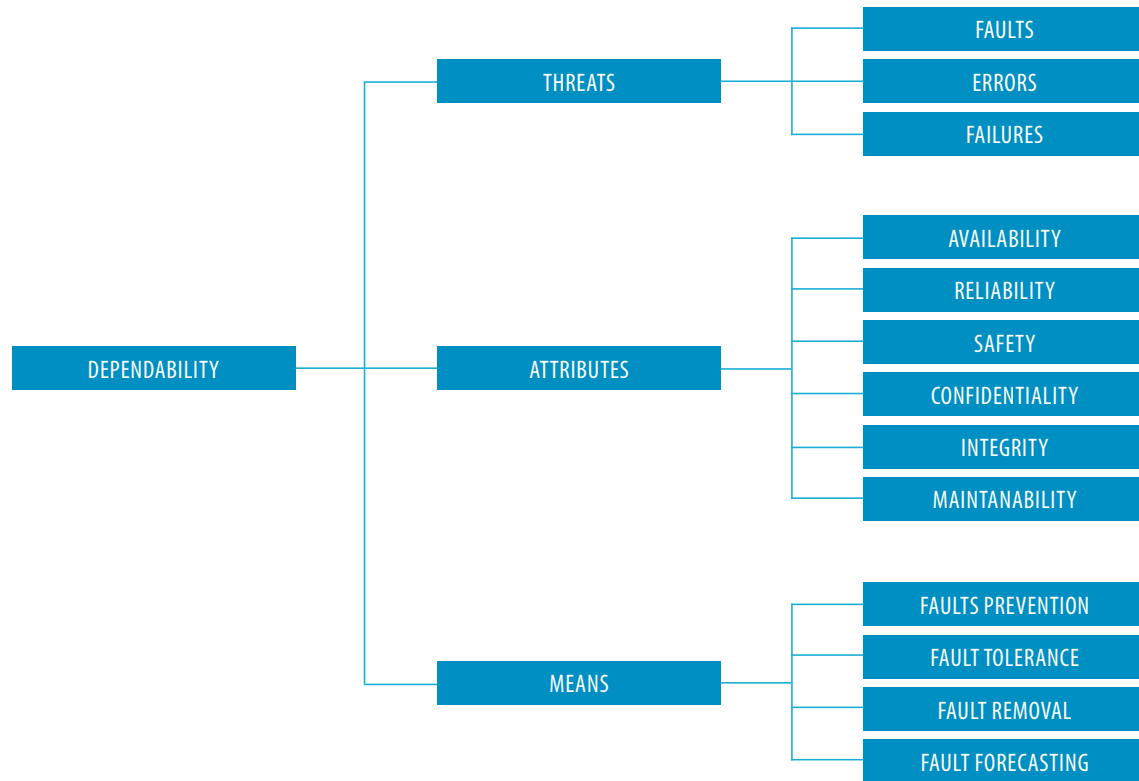 FAULTS
THREATS
ERRORS
FAILURES
AVAILABILITY
RELIABILITY
SAFETY
DEPENDABILITY
ATTRIBUTES
CONFIDENTIALITY
INTEGRITY
MAINTANABILITY
FAULTS PREVENTION
FAULT TOLERANCE
MEANS
FAULT REMOVAL
FAULT FORECASTING